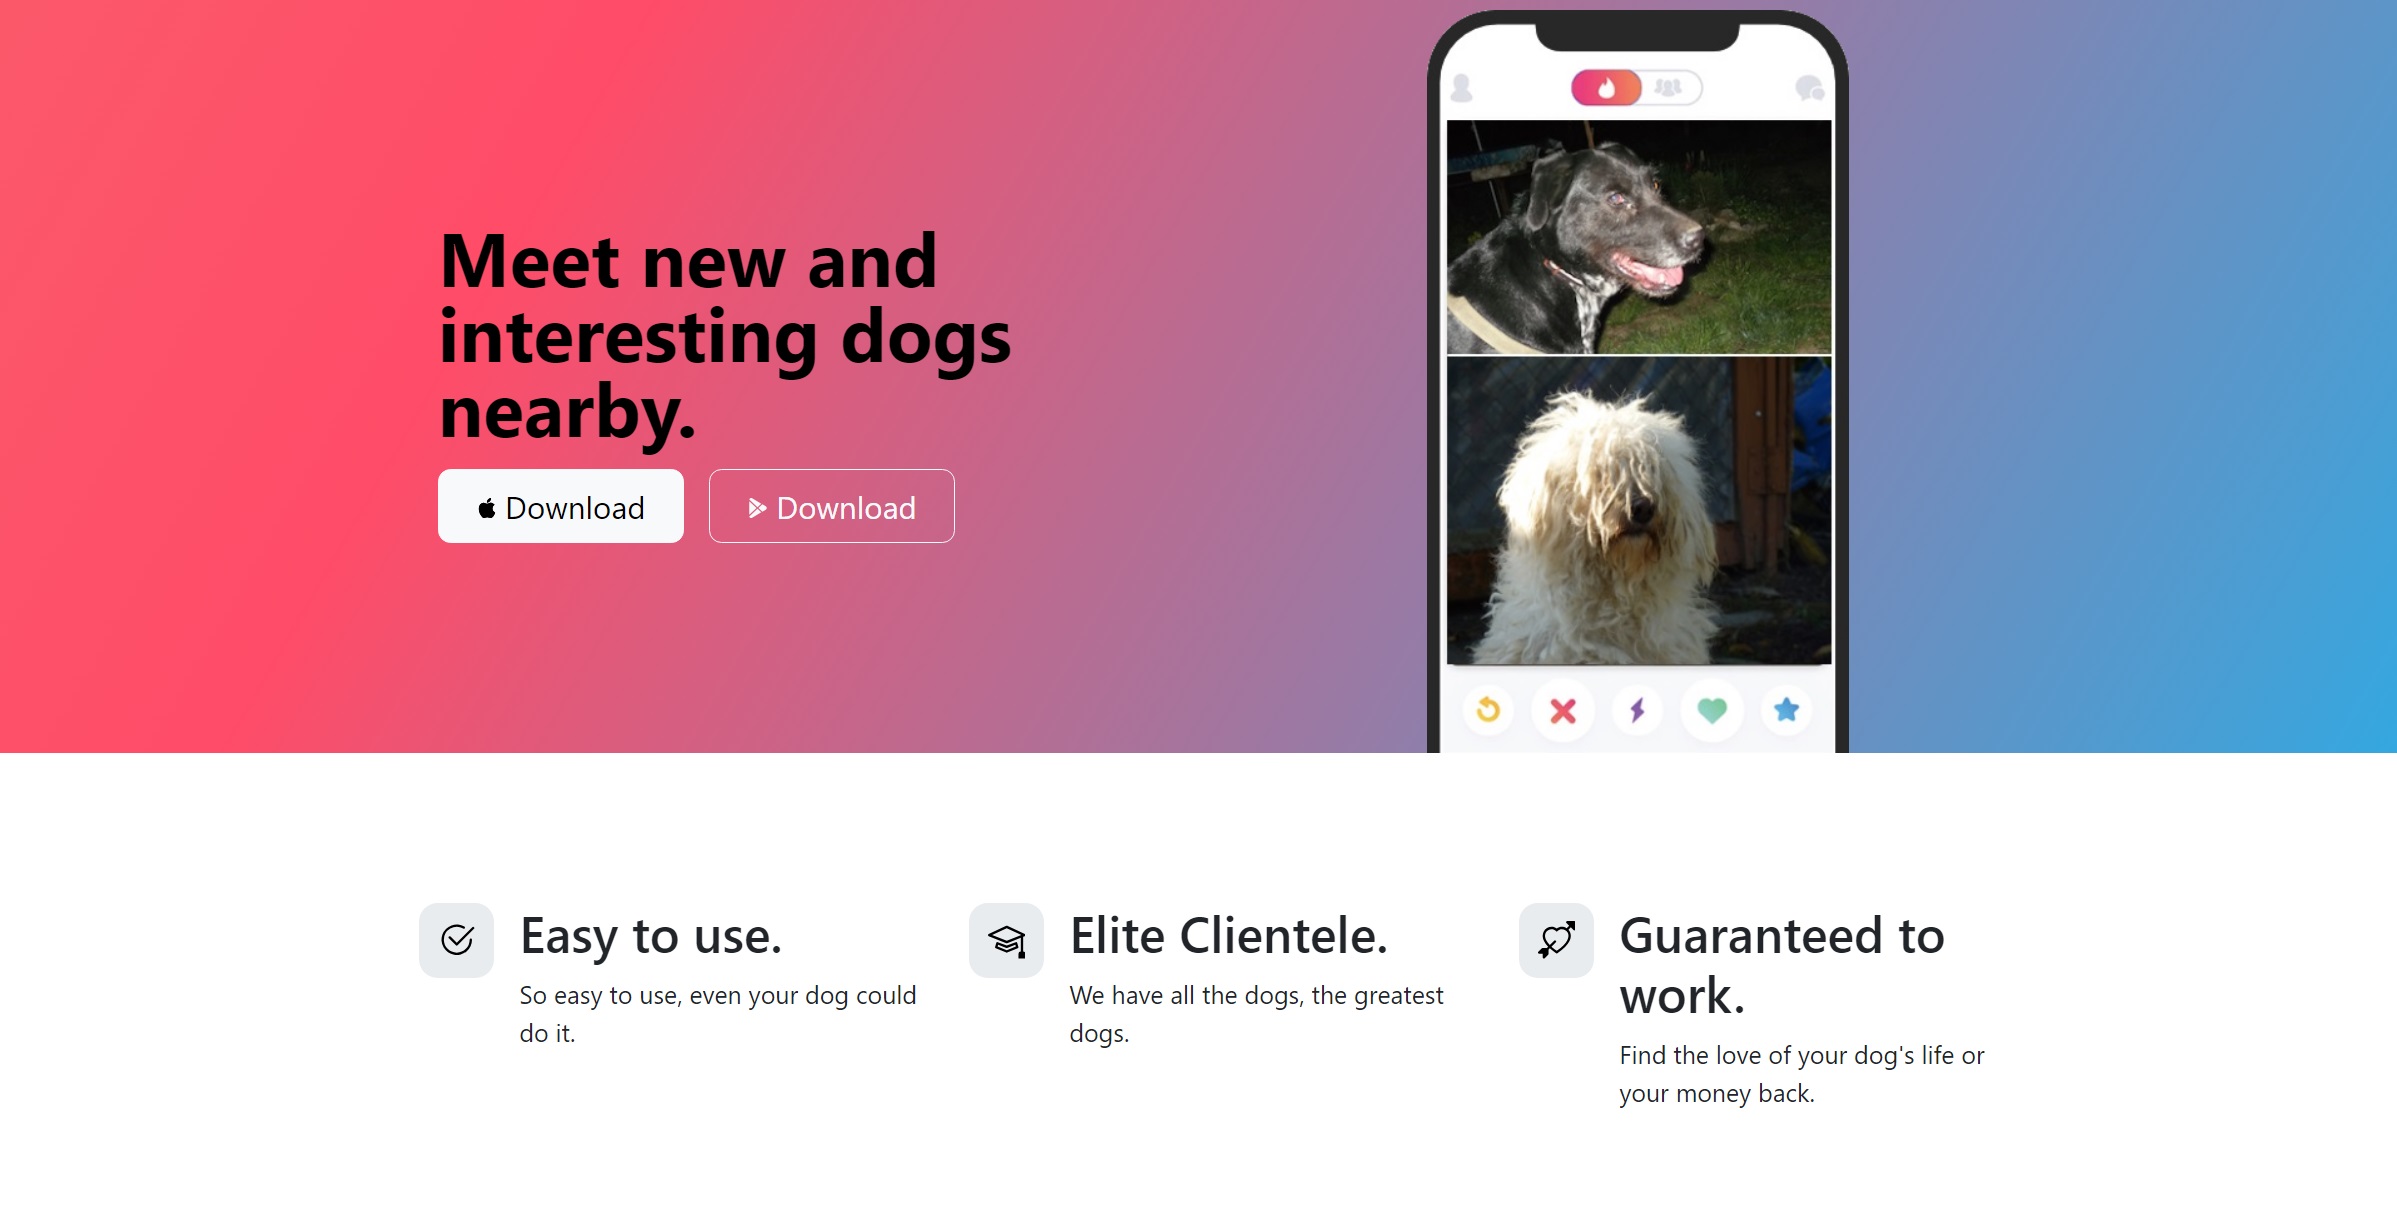 Meet new and
interesting dogs
nearby.
Download
Download
Easy to use.
So easy to use, even your dog could
do it.
Elite Clientele.
We have all the dogs, the greatest
dogs.
Guaranteed to
work.
Find the love of your dog's life or
your money back.